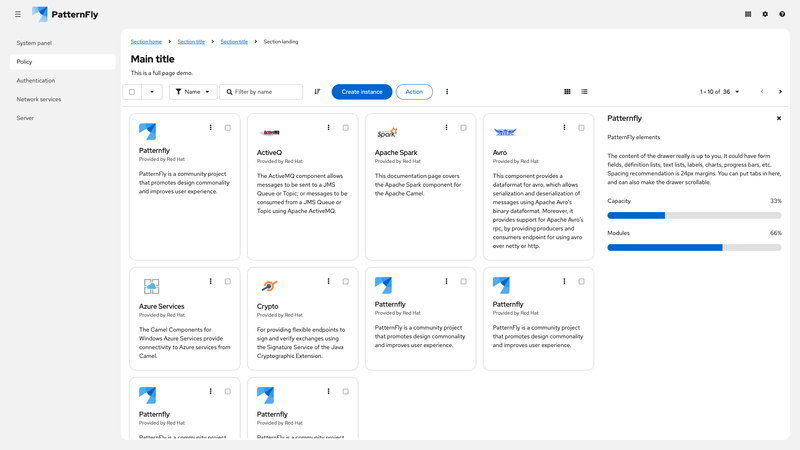 PatternFly
System panel
Policy
Authentication
Network services
Server
Section home
Section title
Section title
Section landing
Main title
This is a full page demo.
Name
Filter by name
Create instance
Action
1 - 10 of 36
Patternfly
Provided by Red Hat
PatternFly is a community project
that promotes design commonality
and improves user experience.
ActiveMQ
ActiveQ
Provided by Red Hat
The ActiveMQ component allows
messages to be sent to a JMS
Queue or Topic; or messages to be
consumed from a JMS Queue or
Topic using Apache ActiveMQ.
Spark
Apache Spark
Provided by Red Hat
This documentation page covers
the Apache Spark component for
the Apache Camel.
Avro
Provided by Red Hat
This component provides a
dataformat for avro, which allows
serialization and deserialization of
messages using Apache Avro's
binary dataformat. Moreover, it
provides support for Apache Avro's
rpc, by providing producers and
consumers endpoint for using avro
over netty or http.
Azure Services
Provided by Red Hat
The Camel Components for
Windows Azure Services provide
connectivity to Azure services from
Camel.
Crypto
Provided by Red Hat
For providing flexible endpoints to
sign and verify exchanges using
the Signature Service of the Java
Cryptographic Extension.
Patternfly
Provided by Red Hat
PatternFly is a community project
that promotes design commonality
and improves user experience.
Patternfly
Provided by Red Hat
PatternFly is a community project
that promotes design commonality
and improves user experience.
Patternfly
Provided by Red Hat
PatternFly is a community project
Patternfly
Provided by Red Hat
PatternFly is a community project
Patternfly
PatternFly elements
The content of the drawer really is up to you. It could have form
fields, definition lists, text lists, labels, charts, progress bars, etc.
Spacing recommendation is 24px margins. You can put tabs in here,
and can also make the drawer scrollable.
Capacity
33%
Modules
66%